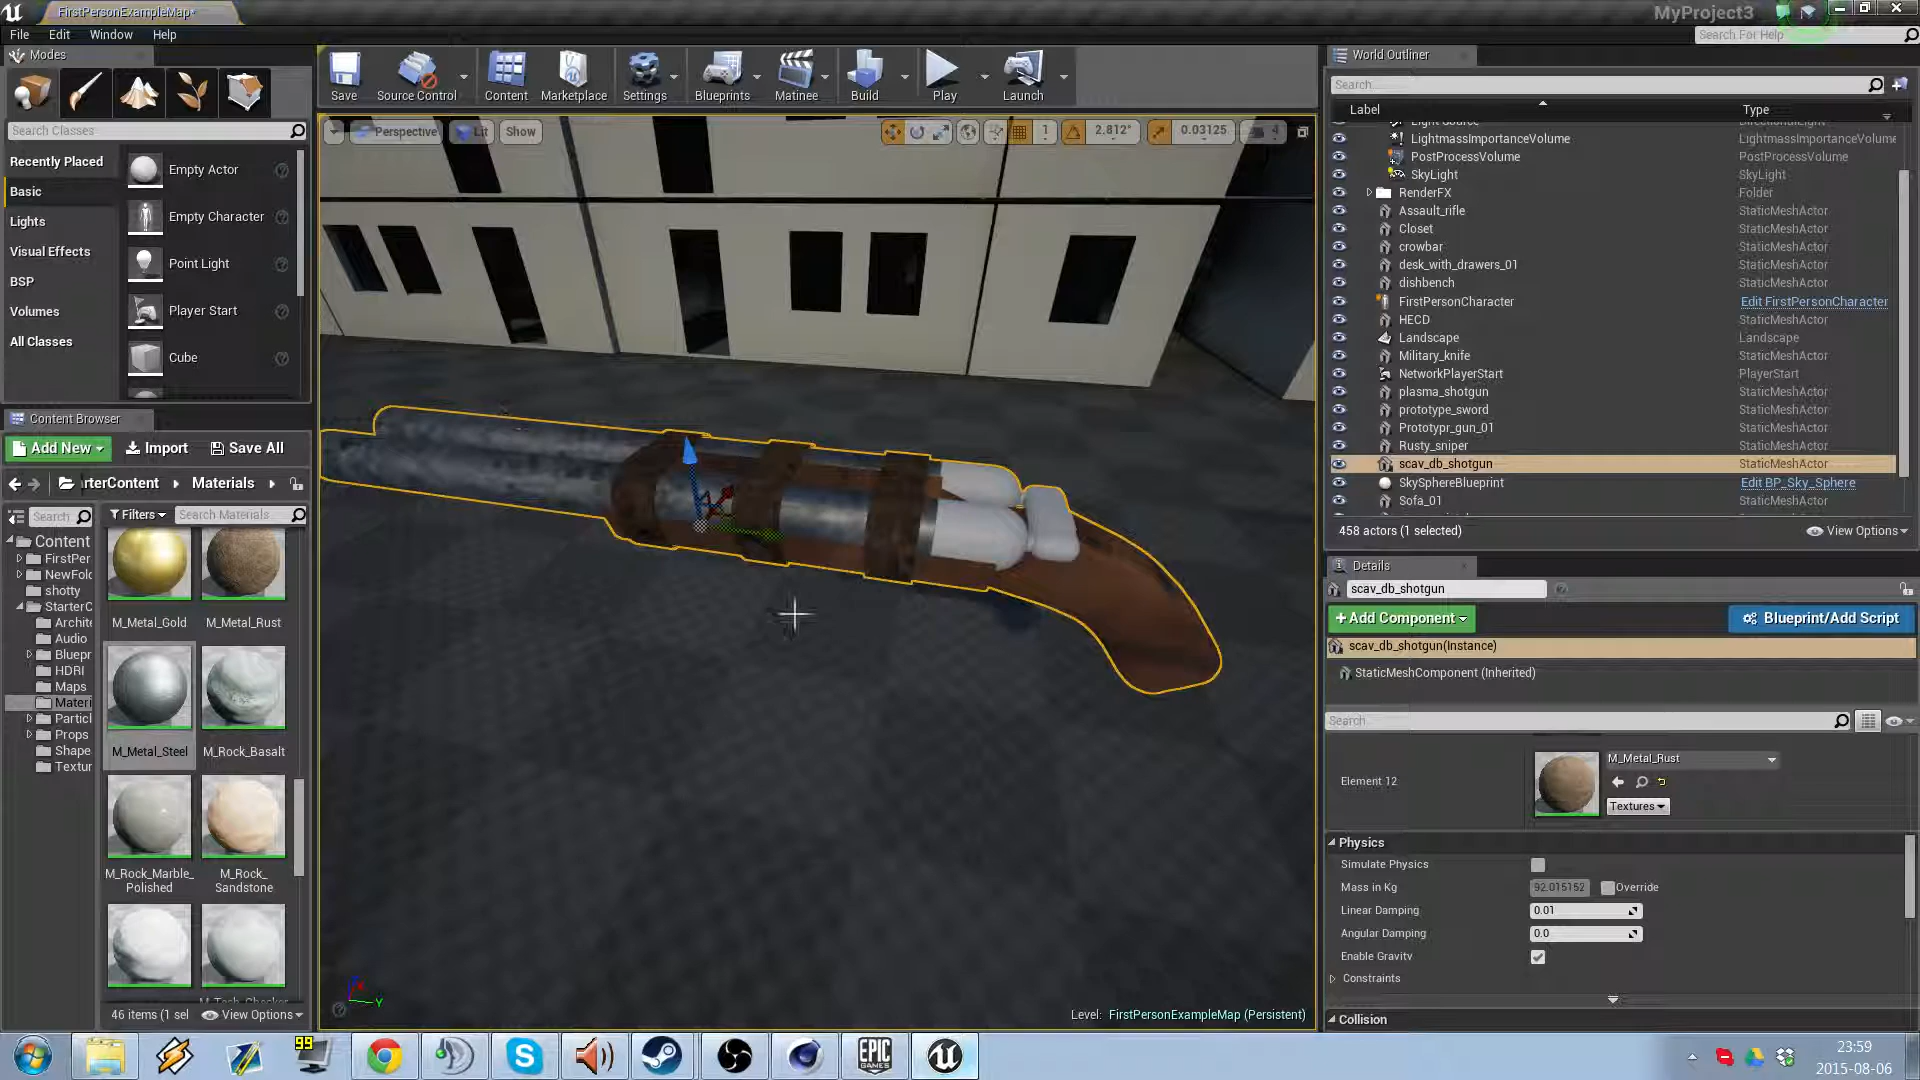 FirstPersonExampleMap*
MyProject3
File Edit Window Help
Search For Help
Modes
Search Classes
Recently Placed
Basic
Lights
Visual Effects
BSP
Volumes
All Classes
Empty Actor
Empty Character
Point Light
Player Start
Cube
Save
Source Control
Content
Marketplace
Settings
Blueprints
Matinee
Build
Play
Launch
Perspective Lit Show
1 2.812° 0.03125 4
Content Browser
Add New Import Save All
rterContent Materials
Search Filters Search Materials
Content
FirstPer
NewFold
shotty
StarterC
Archite
Audio
Bluepr
HDRI
Maps
Materi
Particl
Props
Shape
Textur
M_Metal_Gold M_Metal_Rust
M_Metal_Steel M_Rock_Basalt
M_Rock_Marble_
Polished
M_Rock_
Sandstone
46 items (1 sel View Options
Level: FirstPersonExampleMap (Persistent)
World Outliner
Search...
Label Type
LightmassImportanceVolume LightmassImportanceVolume
PostProcessVolume PostProcessVolume
SkyLight SkyLight
RenderFX Folder
Assault_rifle StaticMeshActor
Closet StaticMeshActor
crowbar StaticMeshActor
desk_with_drawers_01 StaticMeshActor
dishbench StaticMeshActor
FirstPersonCharacter Edit FirstPersonCharacter
HECD StaticMeshActor
Landscape Landscape
Military_knife StaticMeshActor
NetworkPlayerStart PlayerStart
plasma_shotgun StaticMeshActor
prototype_sword StaticMeshActor
Prototypr_gun_01 StaticMeshActor
Rusty_sniper StaticMeshActor
scav_db_shotgun StaticMeshActor
SkySphereBlueprint Edit BP_Sky_Sphere
Sofa_01 StaticMeshActor
458 actors (1 selected) View Options
Details
scav_db_shotgun
+Add Component Blueprint/Add Script
scav_db_shotgun(Instance)
StaticMeshComponent (Inherited)
Search
Element 12
M_Metal_Rust
Textures
Physics
Simulate Physics
Mass in Kg 92.015152 Override
Linear Damping 0.01
Angular Damping 0.0
Enable Gravity
Constraints
Collision
99
EPIC
GAMES
23:59
2015-08-06